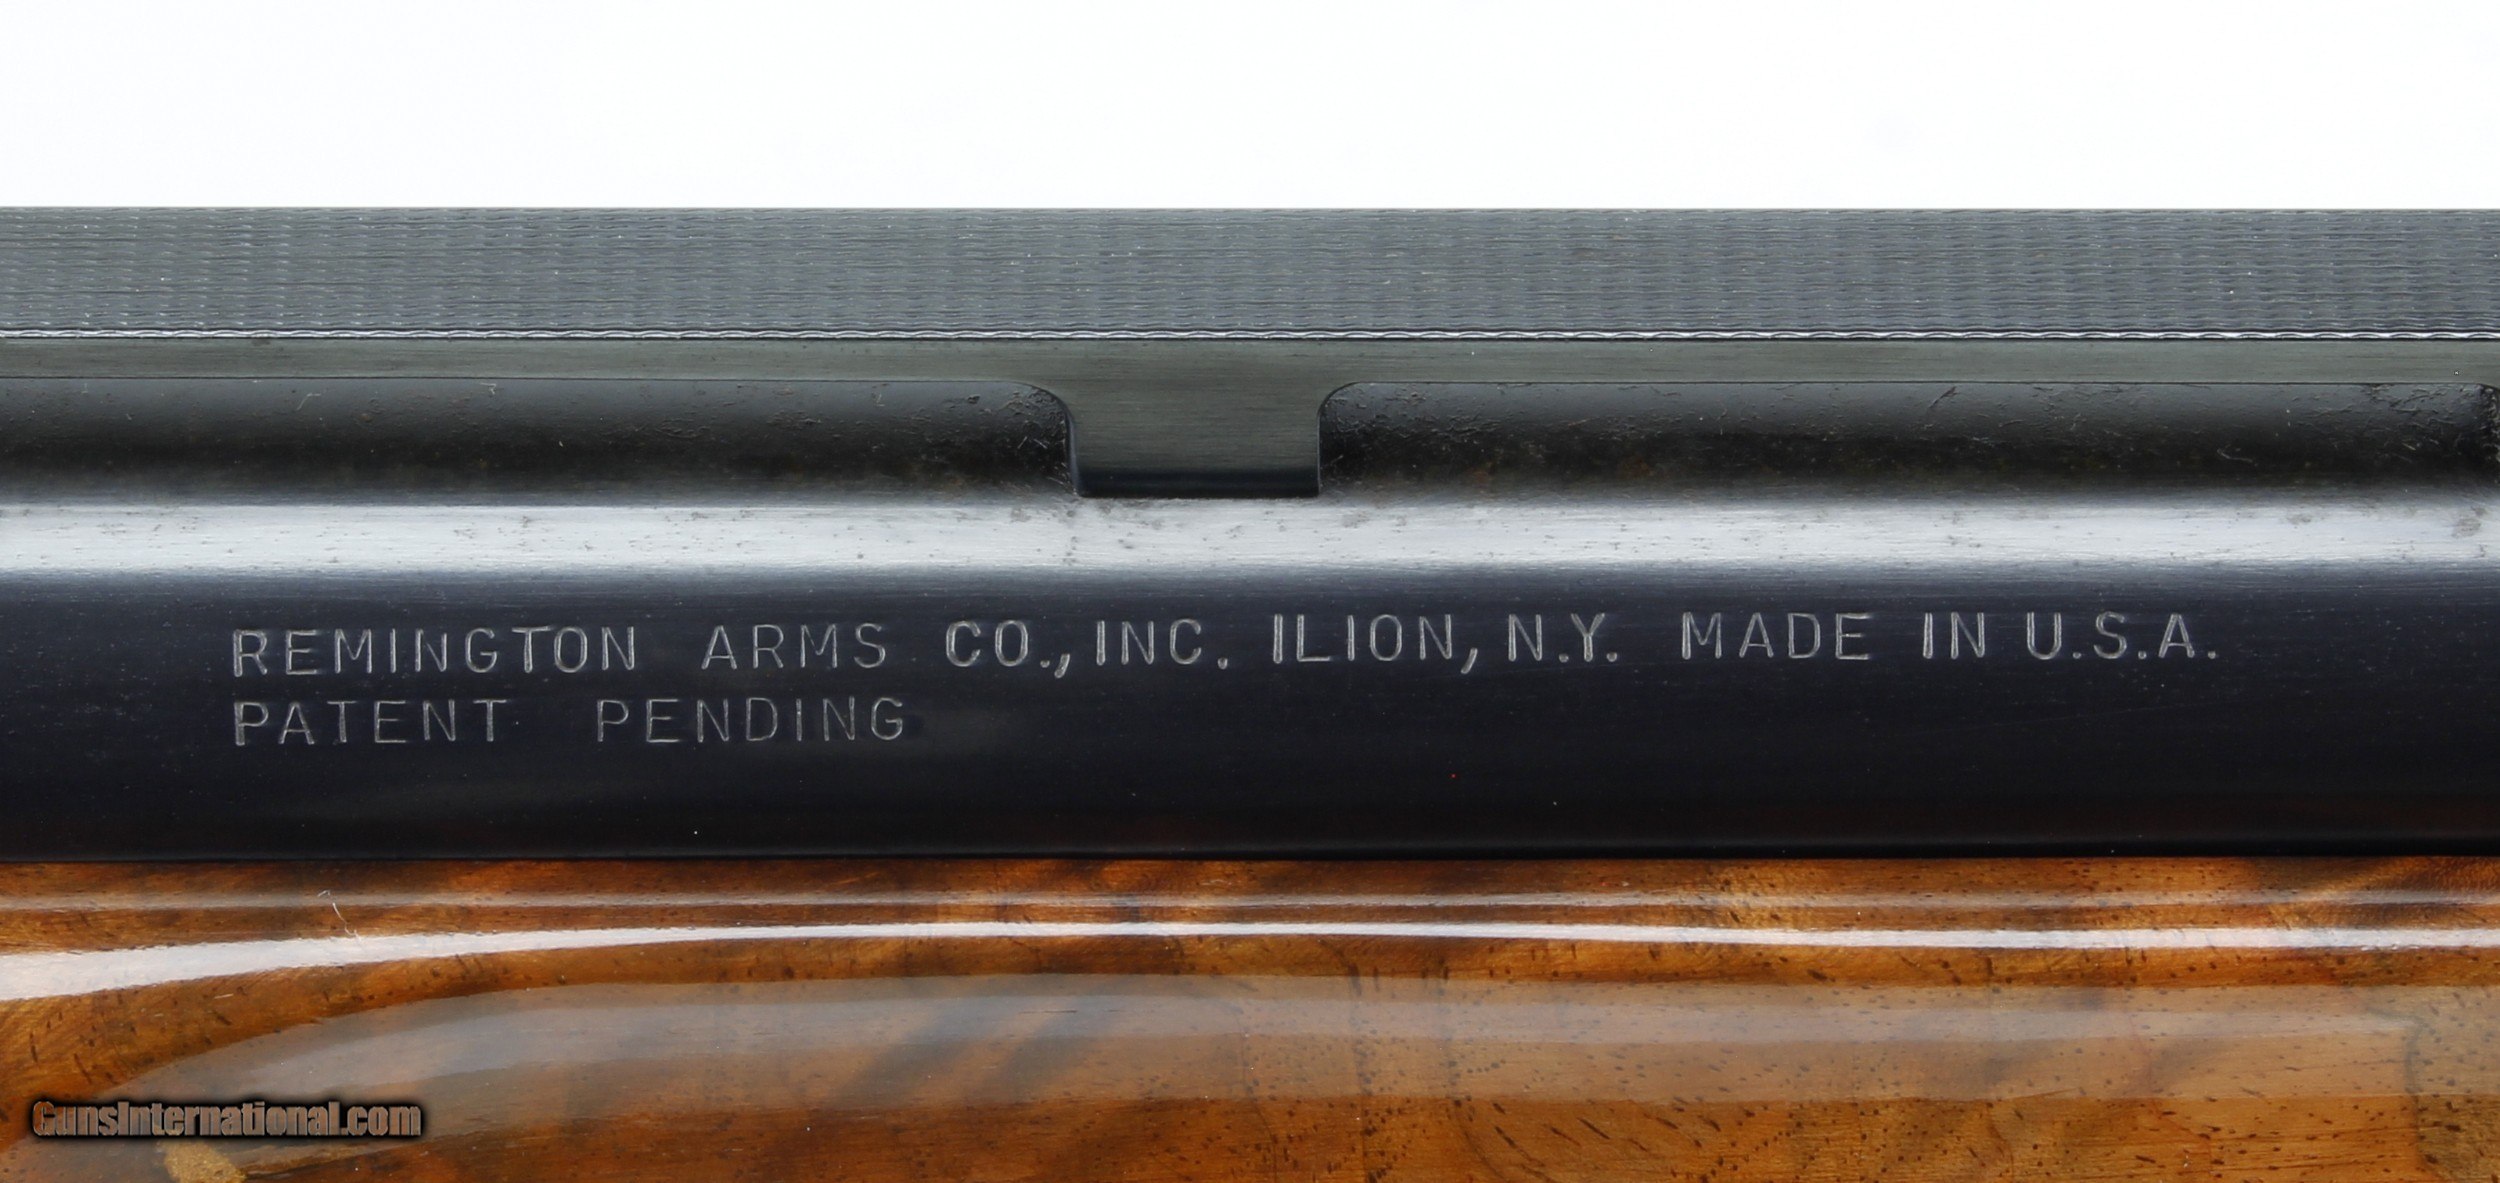 REMINGTON ARMS CO., INC. ILION, N.Y. MADE IN U.S.A.
PATENT PENDING
GunsInternational.com